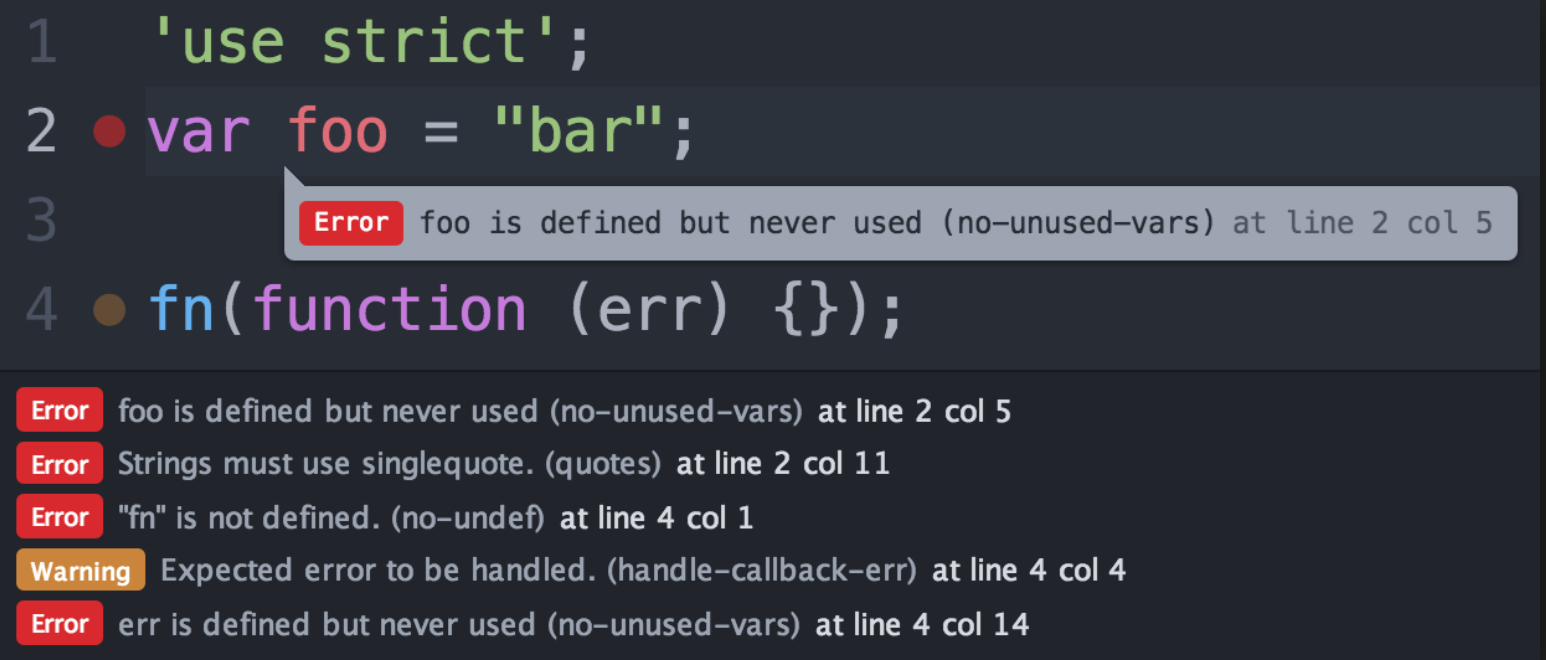 1 'use strict';
2 var foo = "bar";
3 Error foo is defined but never used (no-unused-vars) at line 2 col 5
4 fn(function (err) {});
Error foo is defined but never used (no-unused-vars) at line 2 col 5
Error Strings must use singlequote. (quotes) at line 2 col 11
Error "fn" is not defined. (no-undef) at line 4 col 1
Warning Expected error to be handled. (handle-callback-err) at line 4 col 4
Error err is defined but never used (no-unused-vars) at line 4 col 14